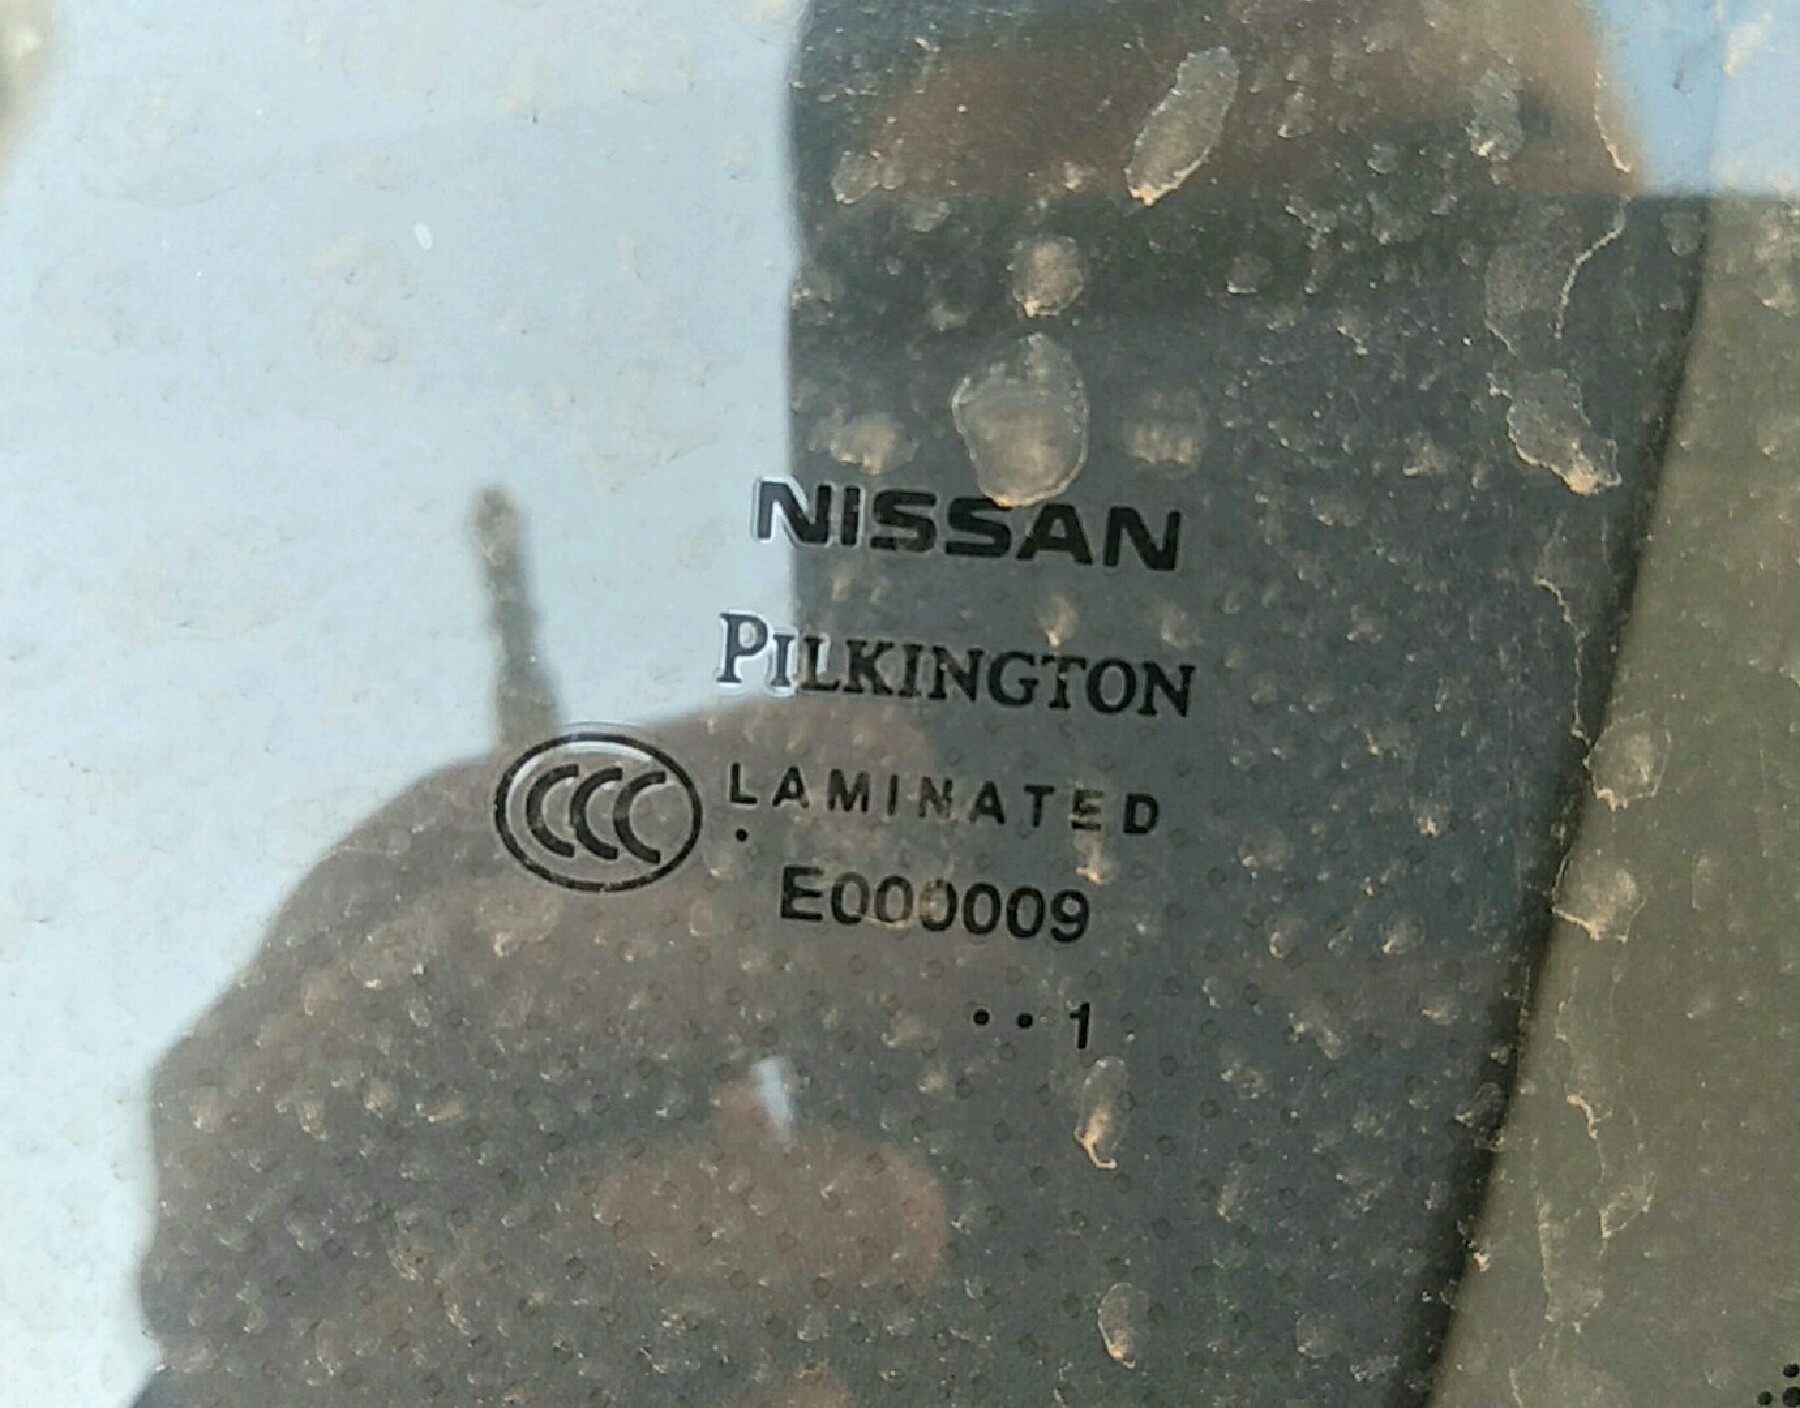 NISSAN
PILKINGTON
CCC LAMINATED
E000009
••1